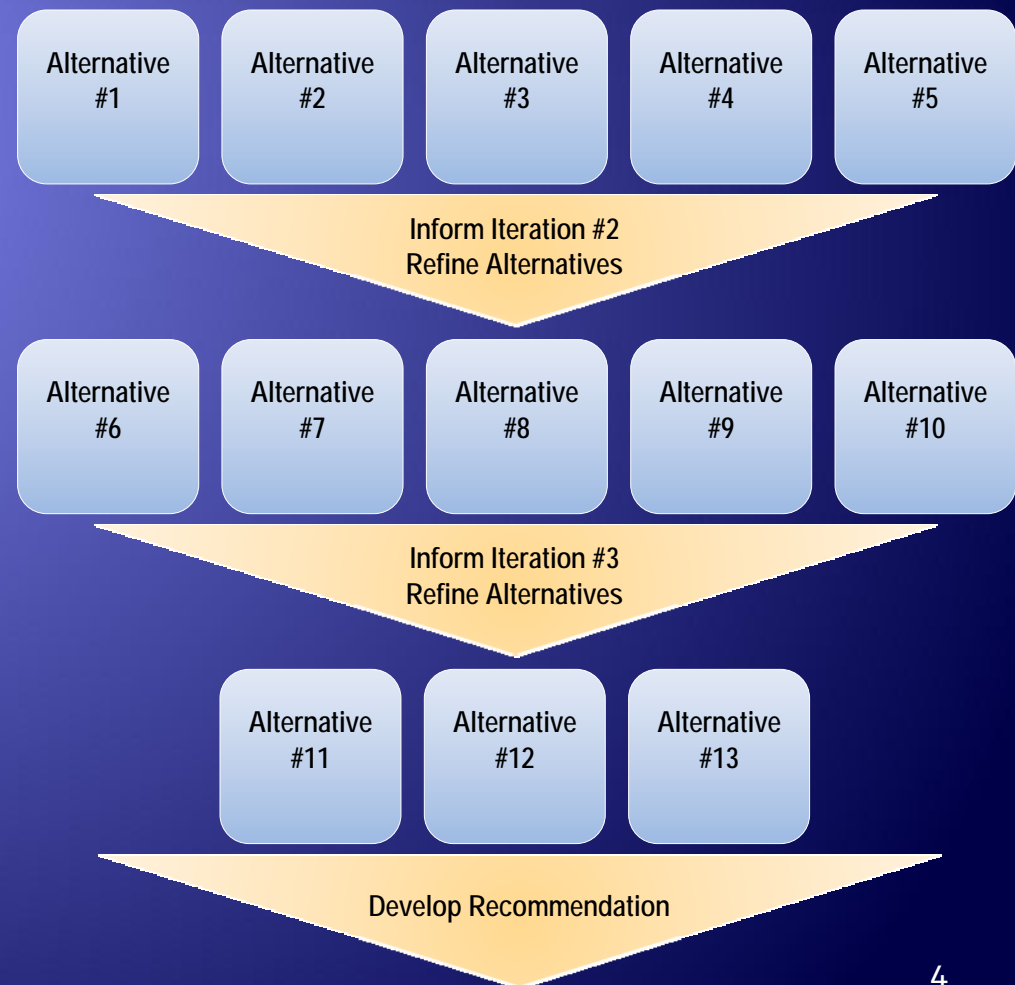 Alternative
#1
Alternative
#2
Alternative
#3
Alternative
#4
Alternative
#5
Inform Iteration #2
Refine Alternatives
Alternative
#6
Alternative
#7
Alternative
#8
Alternative
#9
Alternative
#10
Inform Iteration #3
Refine Alternatives
Alternative
#11
Alternative
#12
Alternative
#13
Develop Recommendation
4